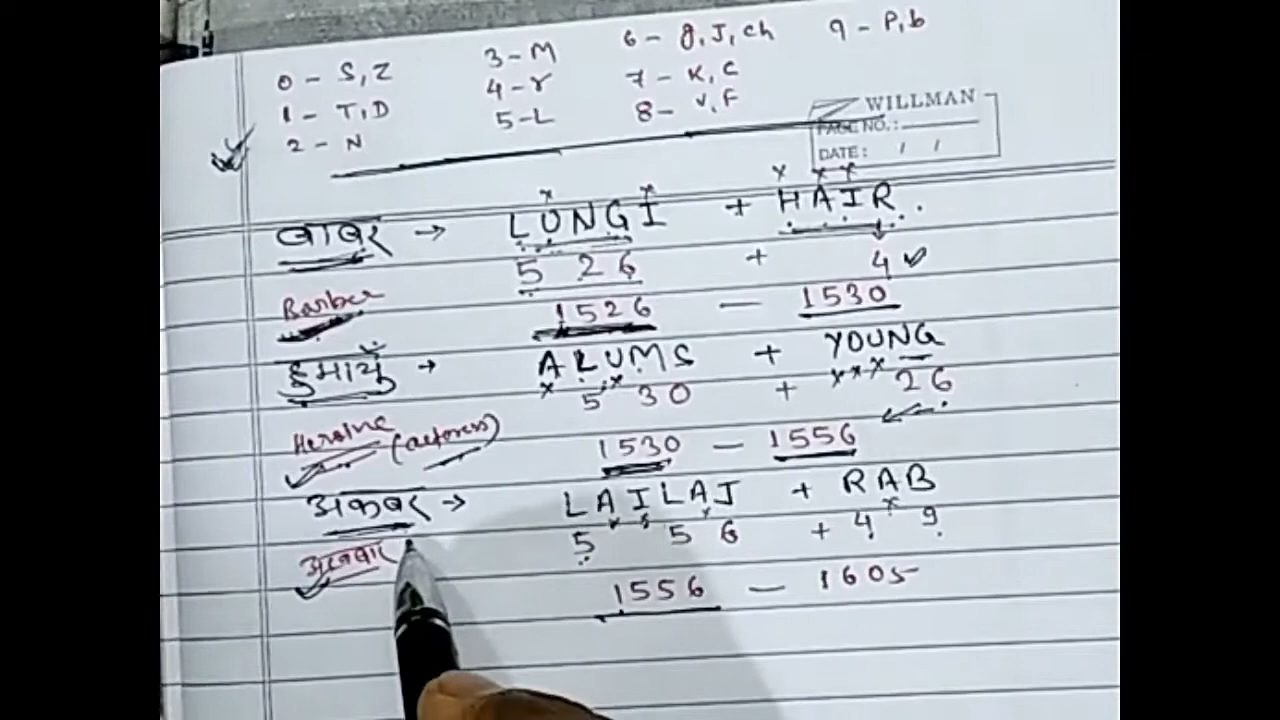 0 - S, Z   3 - M   6 - g, J, ch   9 - P, b
1 - T, D   4 - r   7 - K, C
2 - N   5 - L   8 - V, F
WILLMAN
PAGE NO.:
DATE: / /
बाबर → LUNGI + HAIR
5 2 6 + 4
Barber 1526 — 1530
हुमायूं → ALUMS + YOUNG
5 30 + 26
Heroine (actoress) 1530 — 1556
अकबर → LAILAJ + RAB
5 5 6 + 4 9
अखबार 1556 — 1605